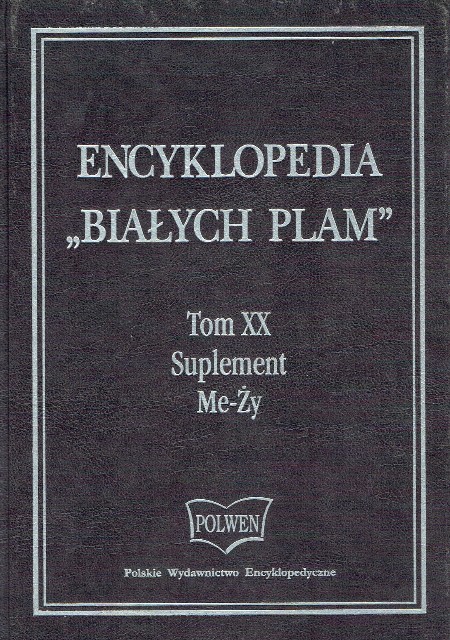 ENCYKLOPEDIA
„BIAŁYCH PLAM”
Tom XX
Suplement
Me-Ży
POLWEN
Polskie Wydawnictwo Encyklopedyczne